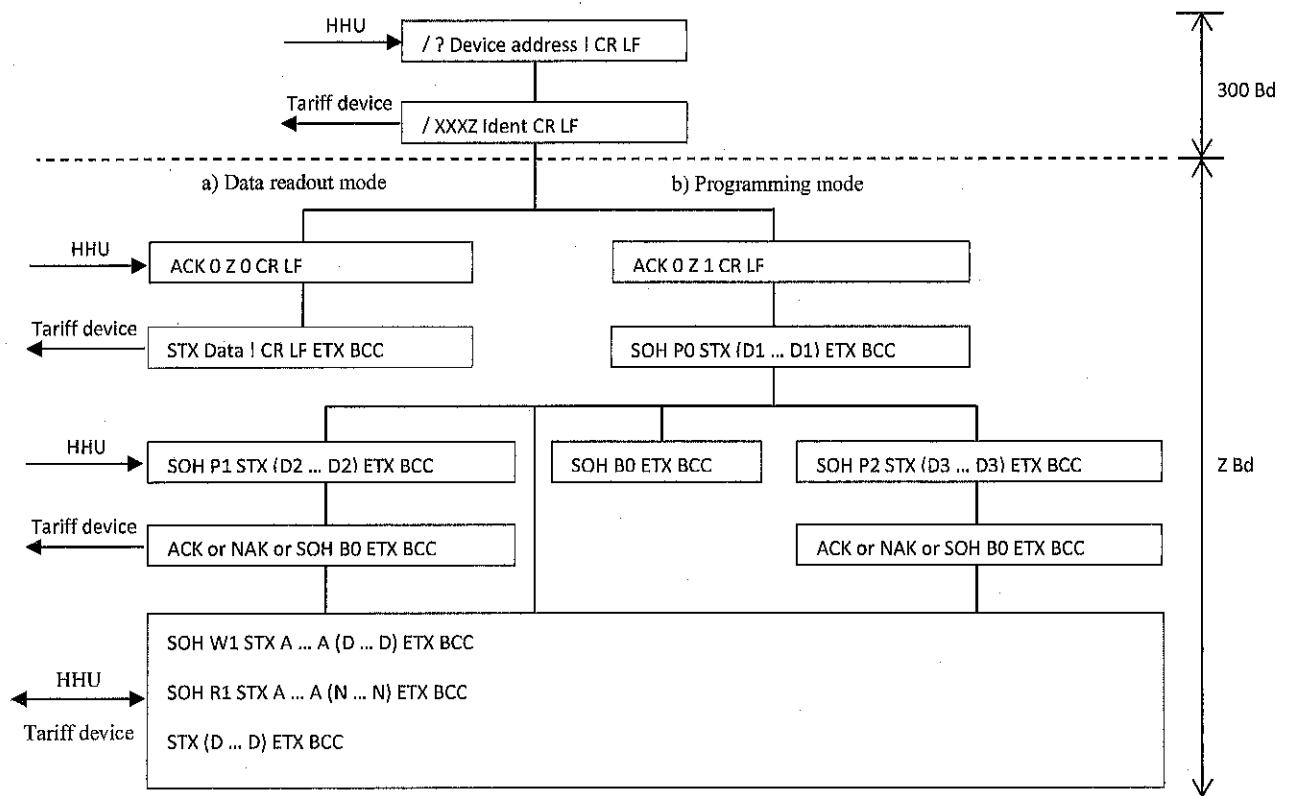 HHU
/ ? Device address ! CR LF
300 Bd
Tariff device
/ XXXZ Ident CR LF
a) Data readout mode
b) Programming mode
HHU
ACK 0 Z 0 CR LF
ACK 0 Z 1 CR LF
Tariff device
STX Data ! CR LF ETX BCC
SOH P0 STX (D1 ... D1) ETX BCC
HHU
SOH P1 STX (D2 ... D2) ETX BCC
SOH B0 ETX BCC
SOH P2 STX (D3 ... D3) ETX BCC
Z Bd
Tariff device
ACK or NAK or SOH B0 ETX BCC
ACK or NAK or SOH B0 ETX BCC
SOH W1 STX A ... A (D ... D) ETX BCC
HHU
SOH R1 STX A ... A (N ... N) ETX BCC
Tariff device
STX (D ... D) ETX BCC